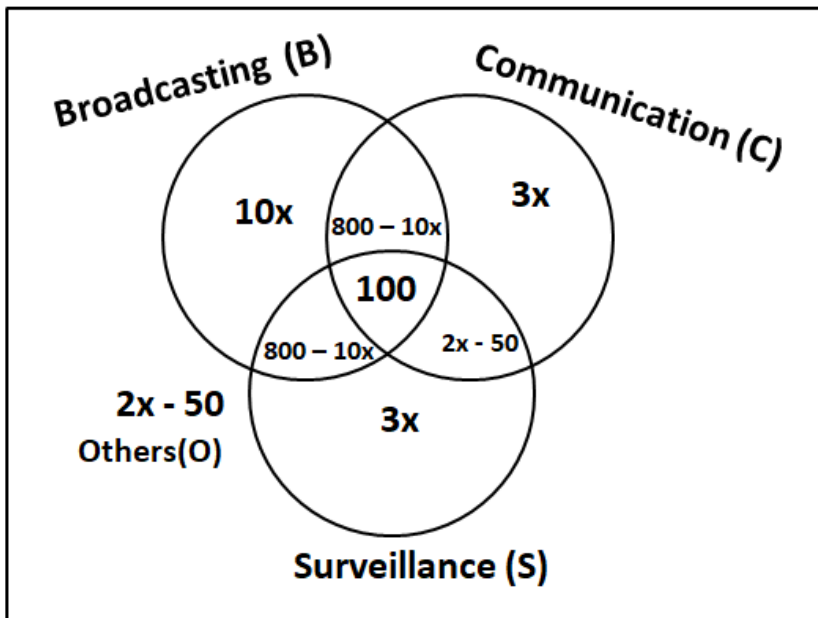 Broadcasting (B)
Communication (C)
10x
3x
800 – 10x
100
800 – 10x
2x - 50
2x - 50
Others(O)
3x
Surveillance (S)